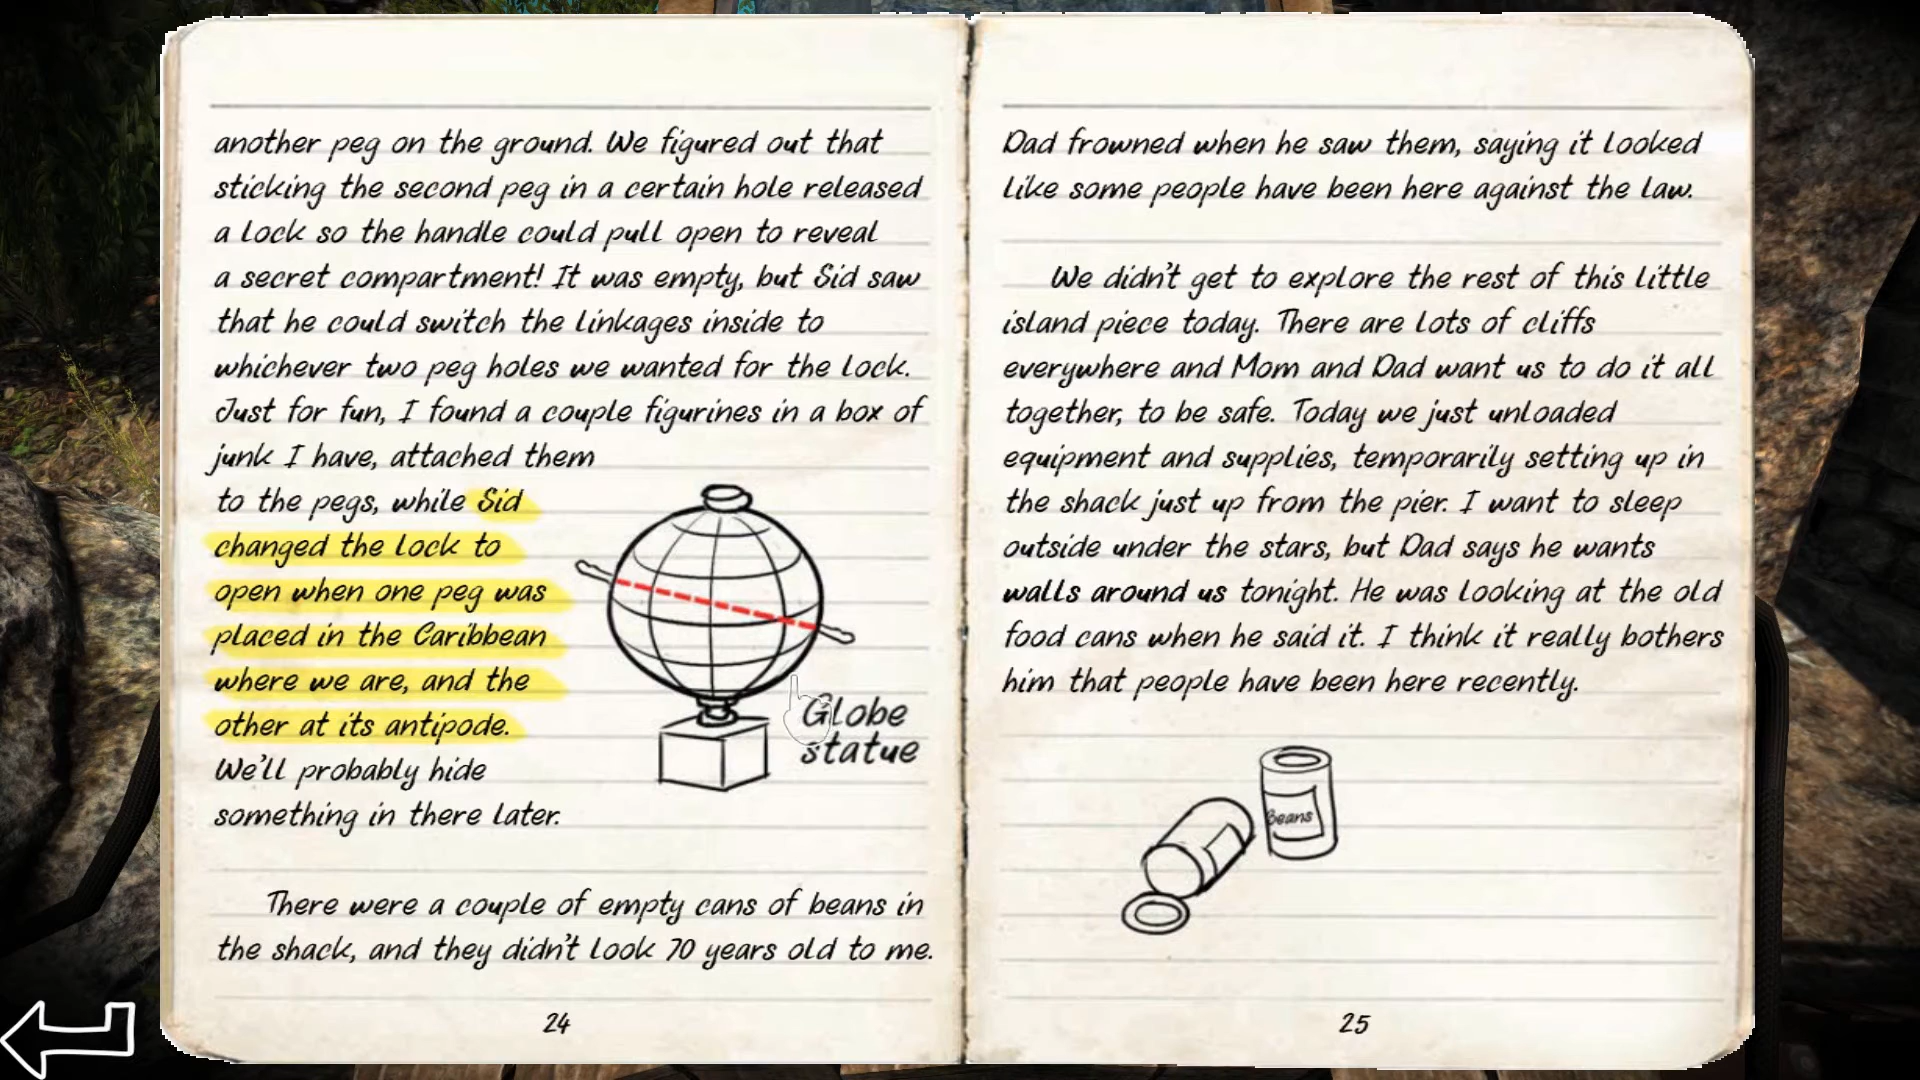 another peg on the ground. We figured out that
sticking the second peg in a certain hole released
a lock so the handle could pull open to reveal
a secret compartment! It was empty, but Sid saw
that he could switch the linkages inside to
whichever two peg holes we wanted for the lock.
Just for fun, I found a couple figurines in a box of
junk I have, attached them
to the pegs, while Sid
changed the lock to
open when one peg was
placed in the Caribbean
where we are, and the
other at its antipode.
We'll probably hide
something in there later.
Globe
statue
There were a couple of empty cans of beans in
the shack, and they didn't look 70 years old to me.
24
Dad frowned when he saw them, saying it looked
like some people have been here against the law.
We didn't get to explore the rest of this little
island piece today. There are lots of cliffs
everywhere and Mom and Dad want us to do it all
together, to be safe. Today we just unloaded
equipment and supplies, temporarily setting up in
the shack just up from the pier. I want to sleep
outside under the stars, but Dad says he wants
walls around us tonight. He was looking at the old
food cans when he said it. I think it really bothers
him that people have been here recently.
Beans
25